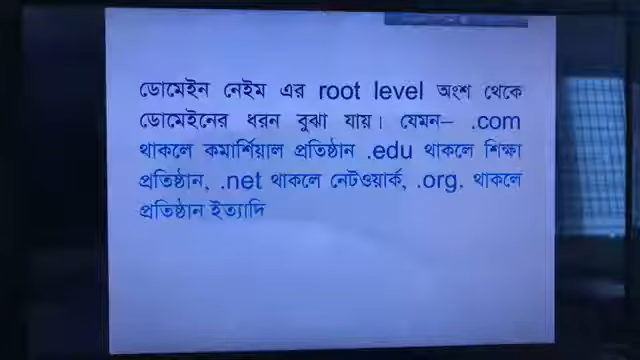 ডোমেইন নেইম এর root level অংশ থেকে
ডোমেইনের ধরন বুঝা যায়। যেমন– .com
থাকলে কমার্শিয়াল প্রতিষ্ঠান .edu থাকলে শিক্ষা
প্রতিষ্ঠান, .net থাকলে নেটওয়ার্ক, .org. থাকলে
প্রতিষ্ঠান ইত্যাদি